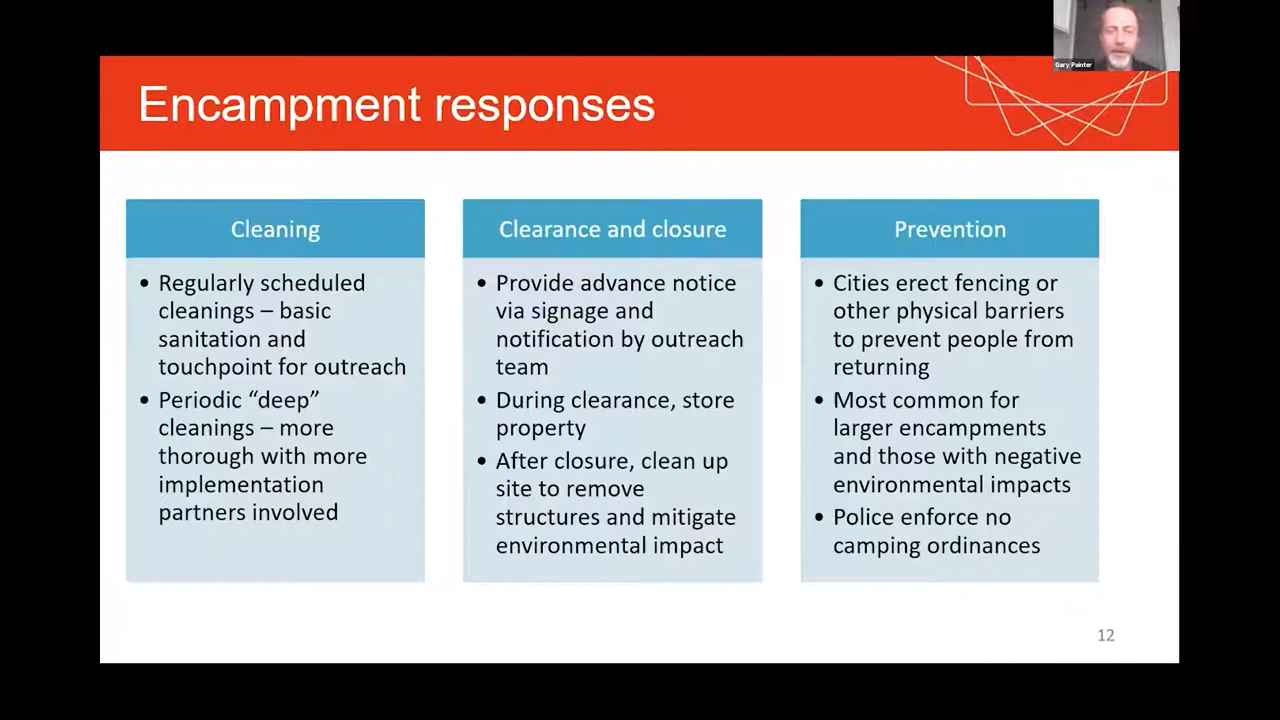 Gary Painter
Encampment responses
Cleaning
• Regularly scheduled
cleanings – basic
sanitation and
touchpoint for outreach
• Periodic “deep”
cleanings – more
thorough with more
implementation
partners involved
Clearance and closure
• Provide advance notice
via signage and
notification by outreach
team
• During clearance, store
property
• After closure, clean up
site to remove
structures and mitigate
environmental impact
Prevention
• Cities erect fencing or
other physical barriers
to prevent people from
returning
• Most common for
larger encampments
and those with negative
environmental impacts
• Police enforce no
camping ordinances
12